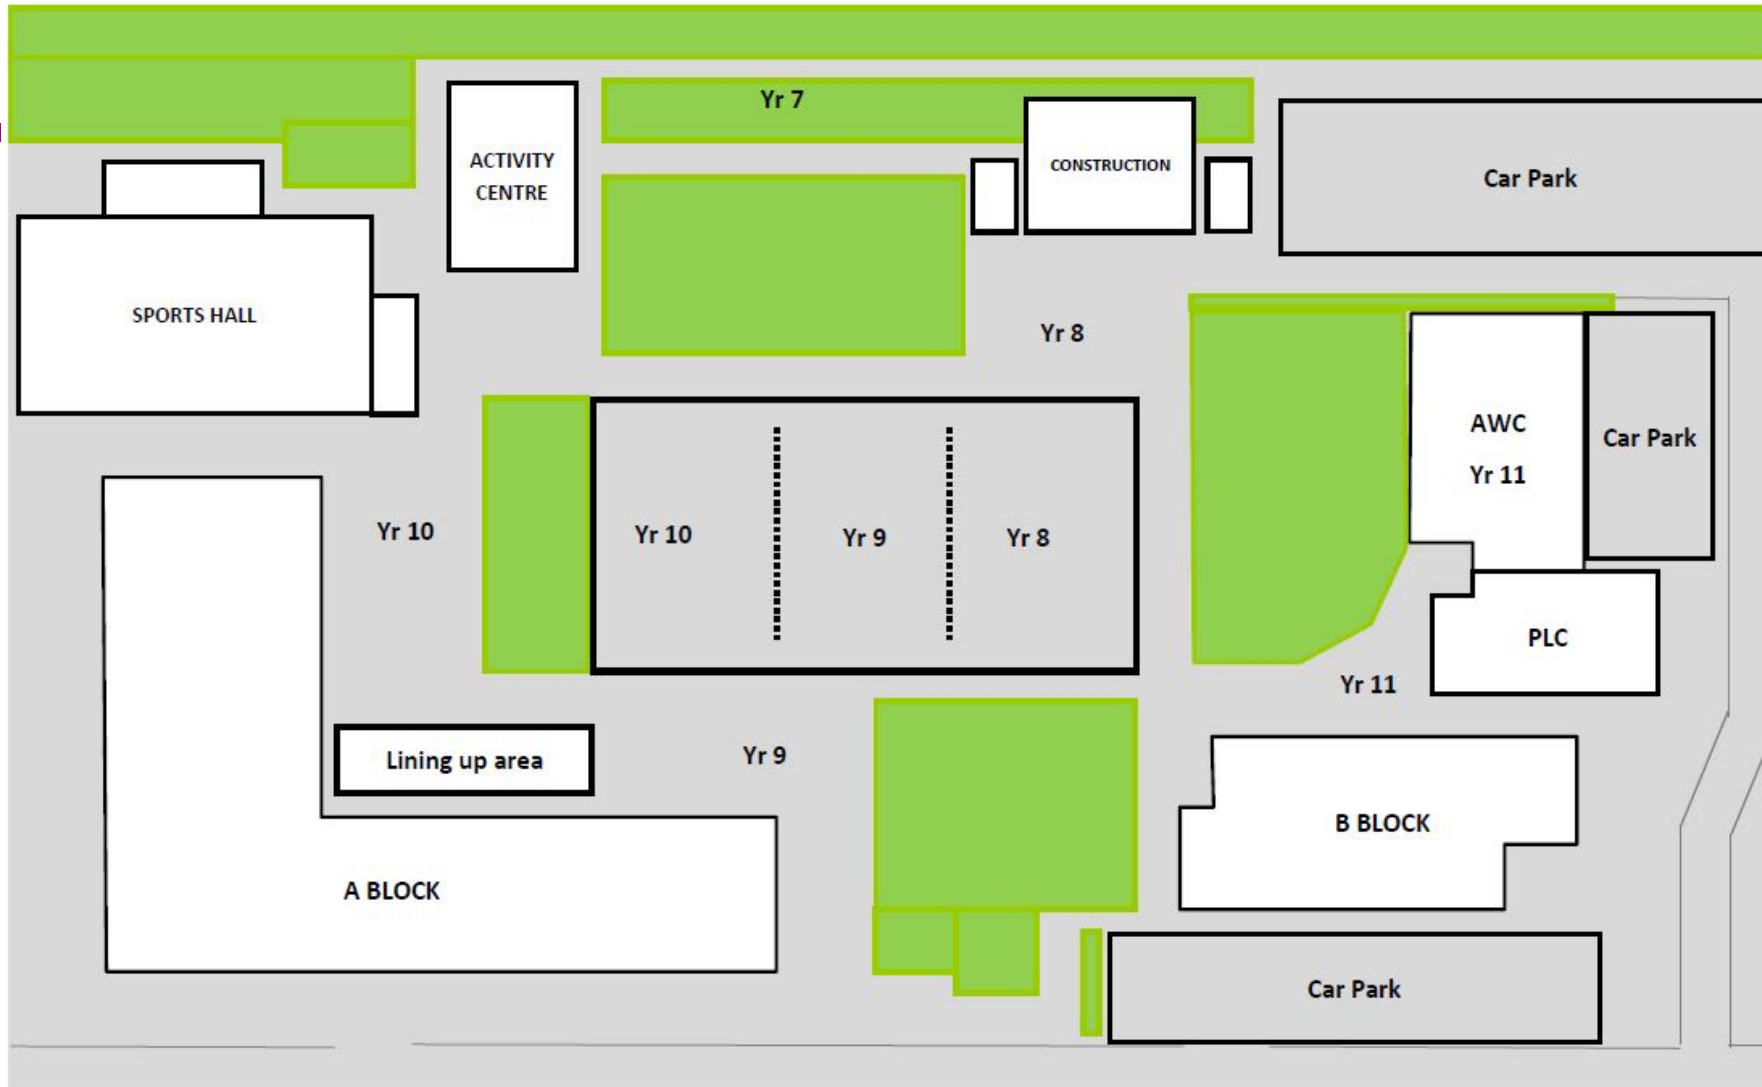 Yr 7
ACTIVITY
CENTRE
CONSTRUCTION
Car Park
SPORTS HALL
Yr 8
AWC
Yr 11
Car Park
Yr 10
Yr 10
Yr 9
Yr 8
PLC
Yr 11
Lining up area
Yr 9
B BLOCK
A BLOCK
Car Park